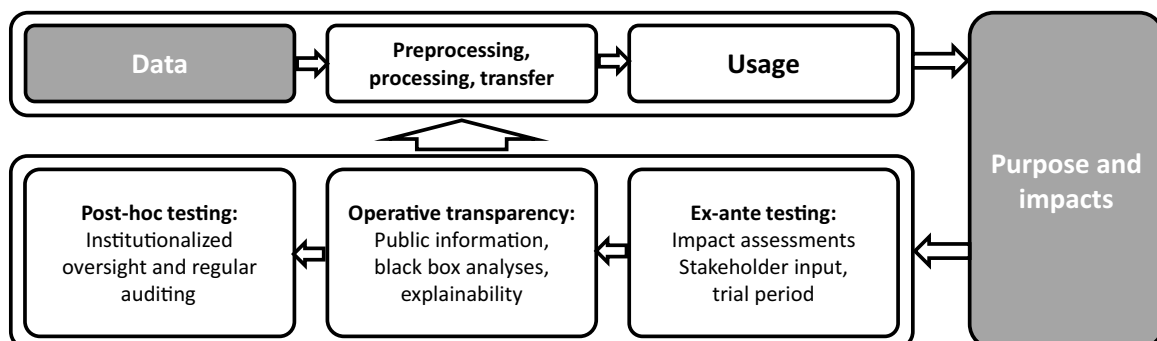 Data
Preprocessing,
processing, transfer
Usage
Purpose and
impacts
Post-hoc testing:
Institutionalized
oversight and regular
auditing
Operative transparency:
Public information,
black box analyses,
explainability
Ex-ante testing:
Impact assessments
Stakeholder input,
trial period